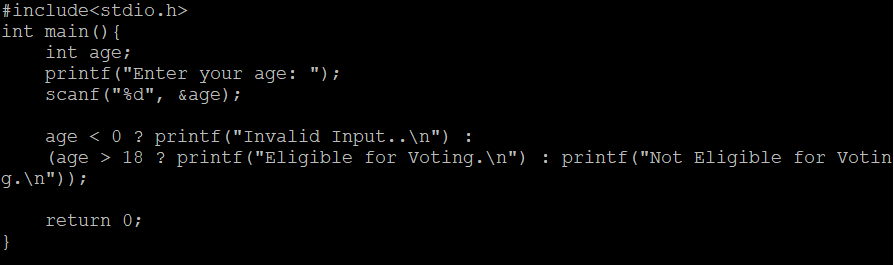 #include<stdio.h>
int main(){
    int age;
    printf("Enter your age: ");
    scanf("%d", &age);

    age < 0 ? printf("Invalid Input..\n") :
    (age > 18 ? printf("Eligible for Voting.\n") : printf("Not Eligible for Votin
g.\n"));

    return 0;
}